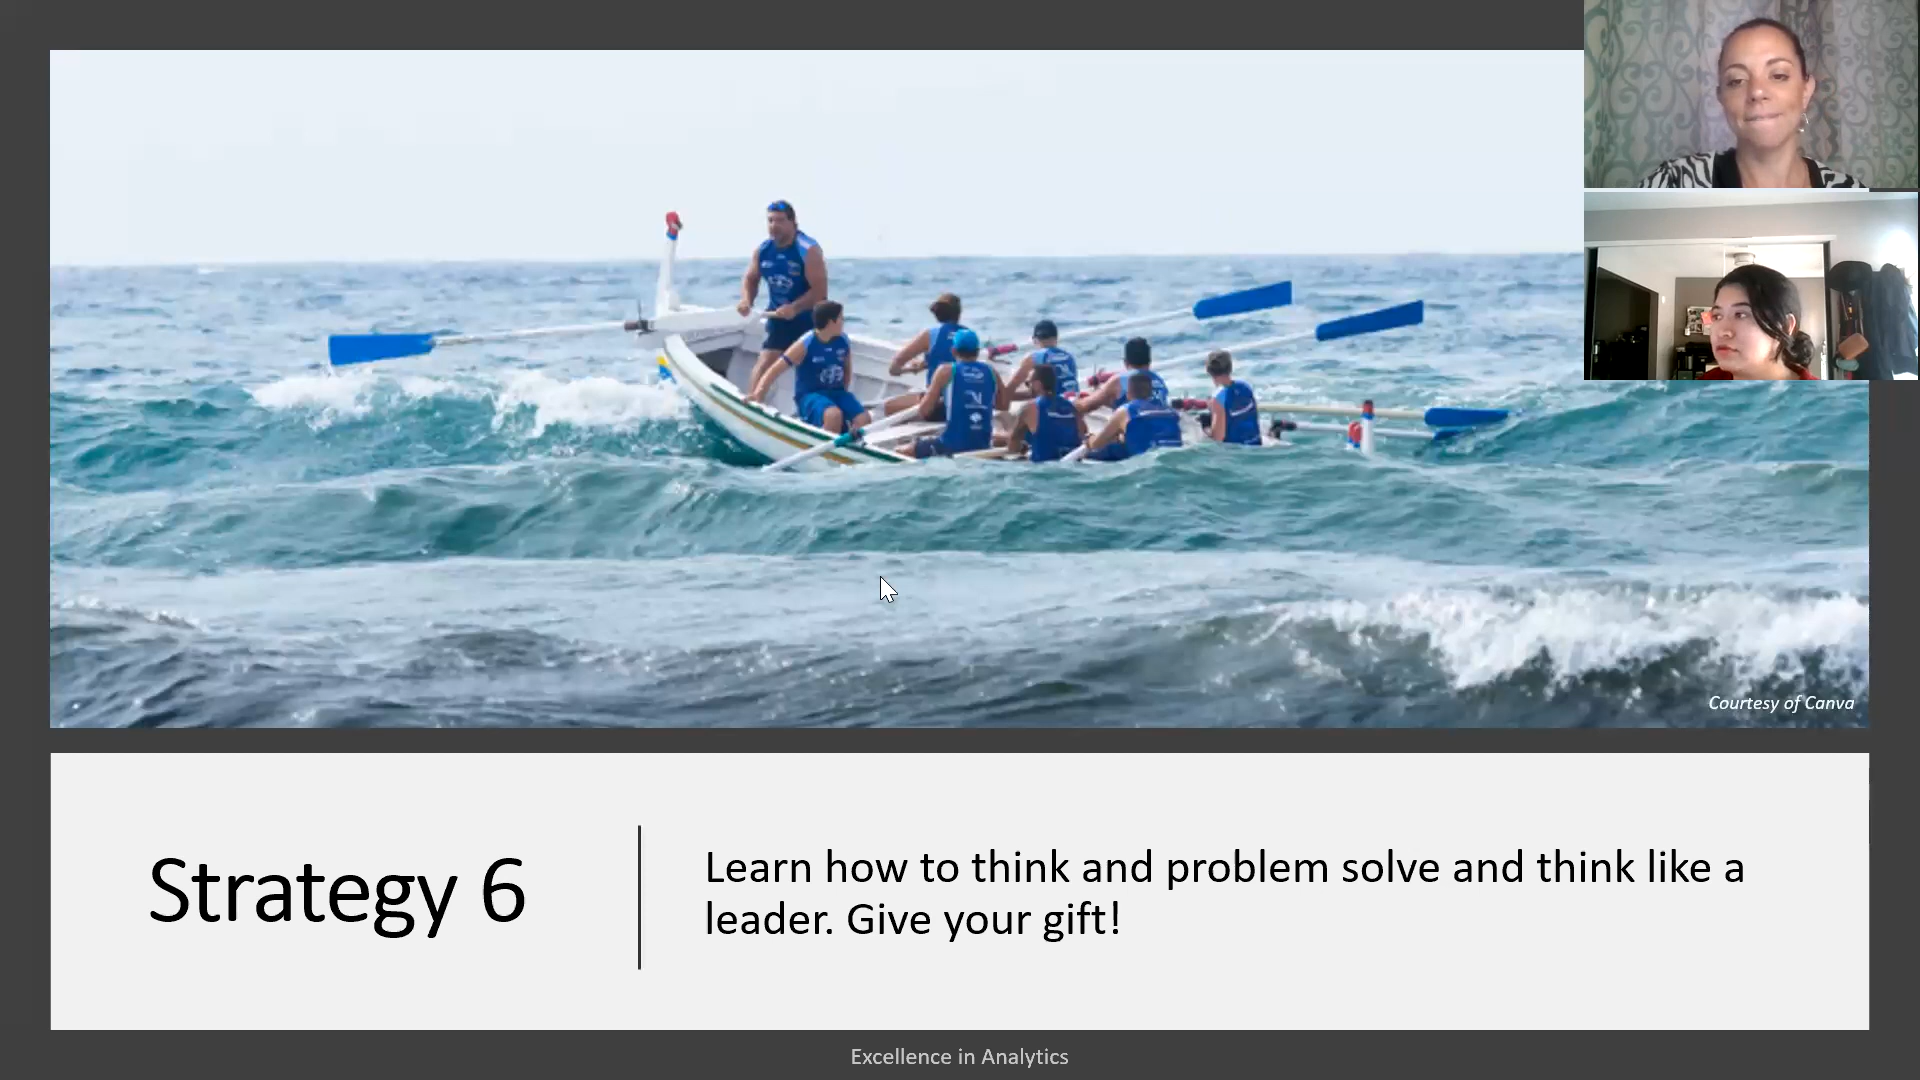 Courtesy of Canva
Strategy 6
Learn how to think and problem solve and think like a
leader. Give your gift!
Excellence in Analytics